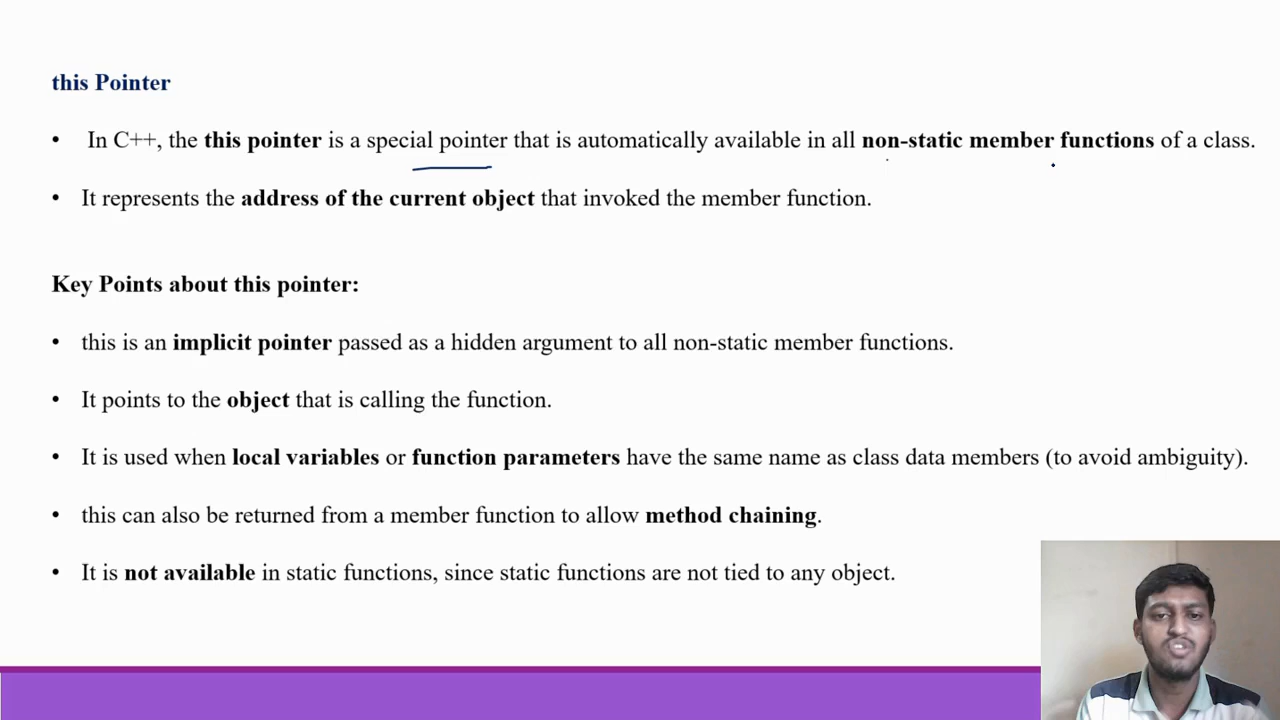 this Pointer
• In C++, the this pointer is a special pointer that is automatically available in all non-static member functions of a class.
• It represents the address of the current object that invoked the member function.
Key Points about this pointer:
• this is an implicit pointer passed as a hidden argument to all non-static member functions.
• It points to the object that is calling the function.
• It is used when local variables or function parameters have the same name as class data members (to avoid ambiguity).
• this can also be returned from a member function to allow method chaining.
• It is not available in static functions, since static functions are not tied to any object.